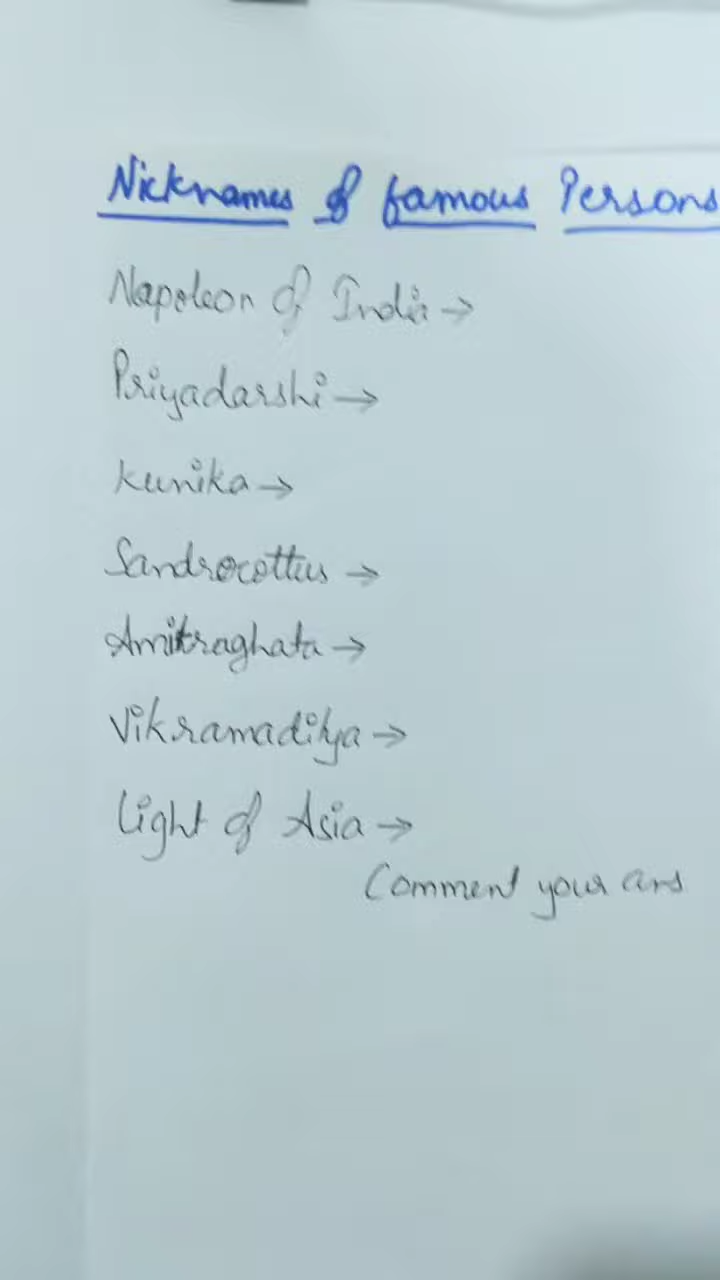 Nicknames of famous Persons
Napoleon of India →
Priyadarshi →
Kunika →
Sandrocottus →
Amitraghata →
Vikramaditya →
Light of Asia →
Comment your ans